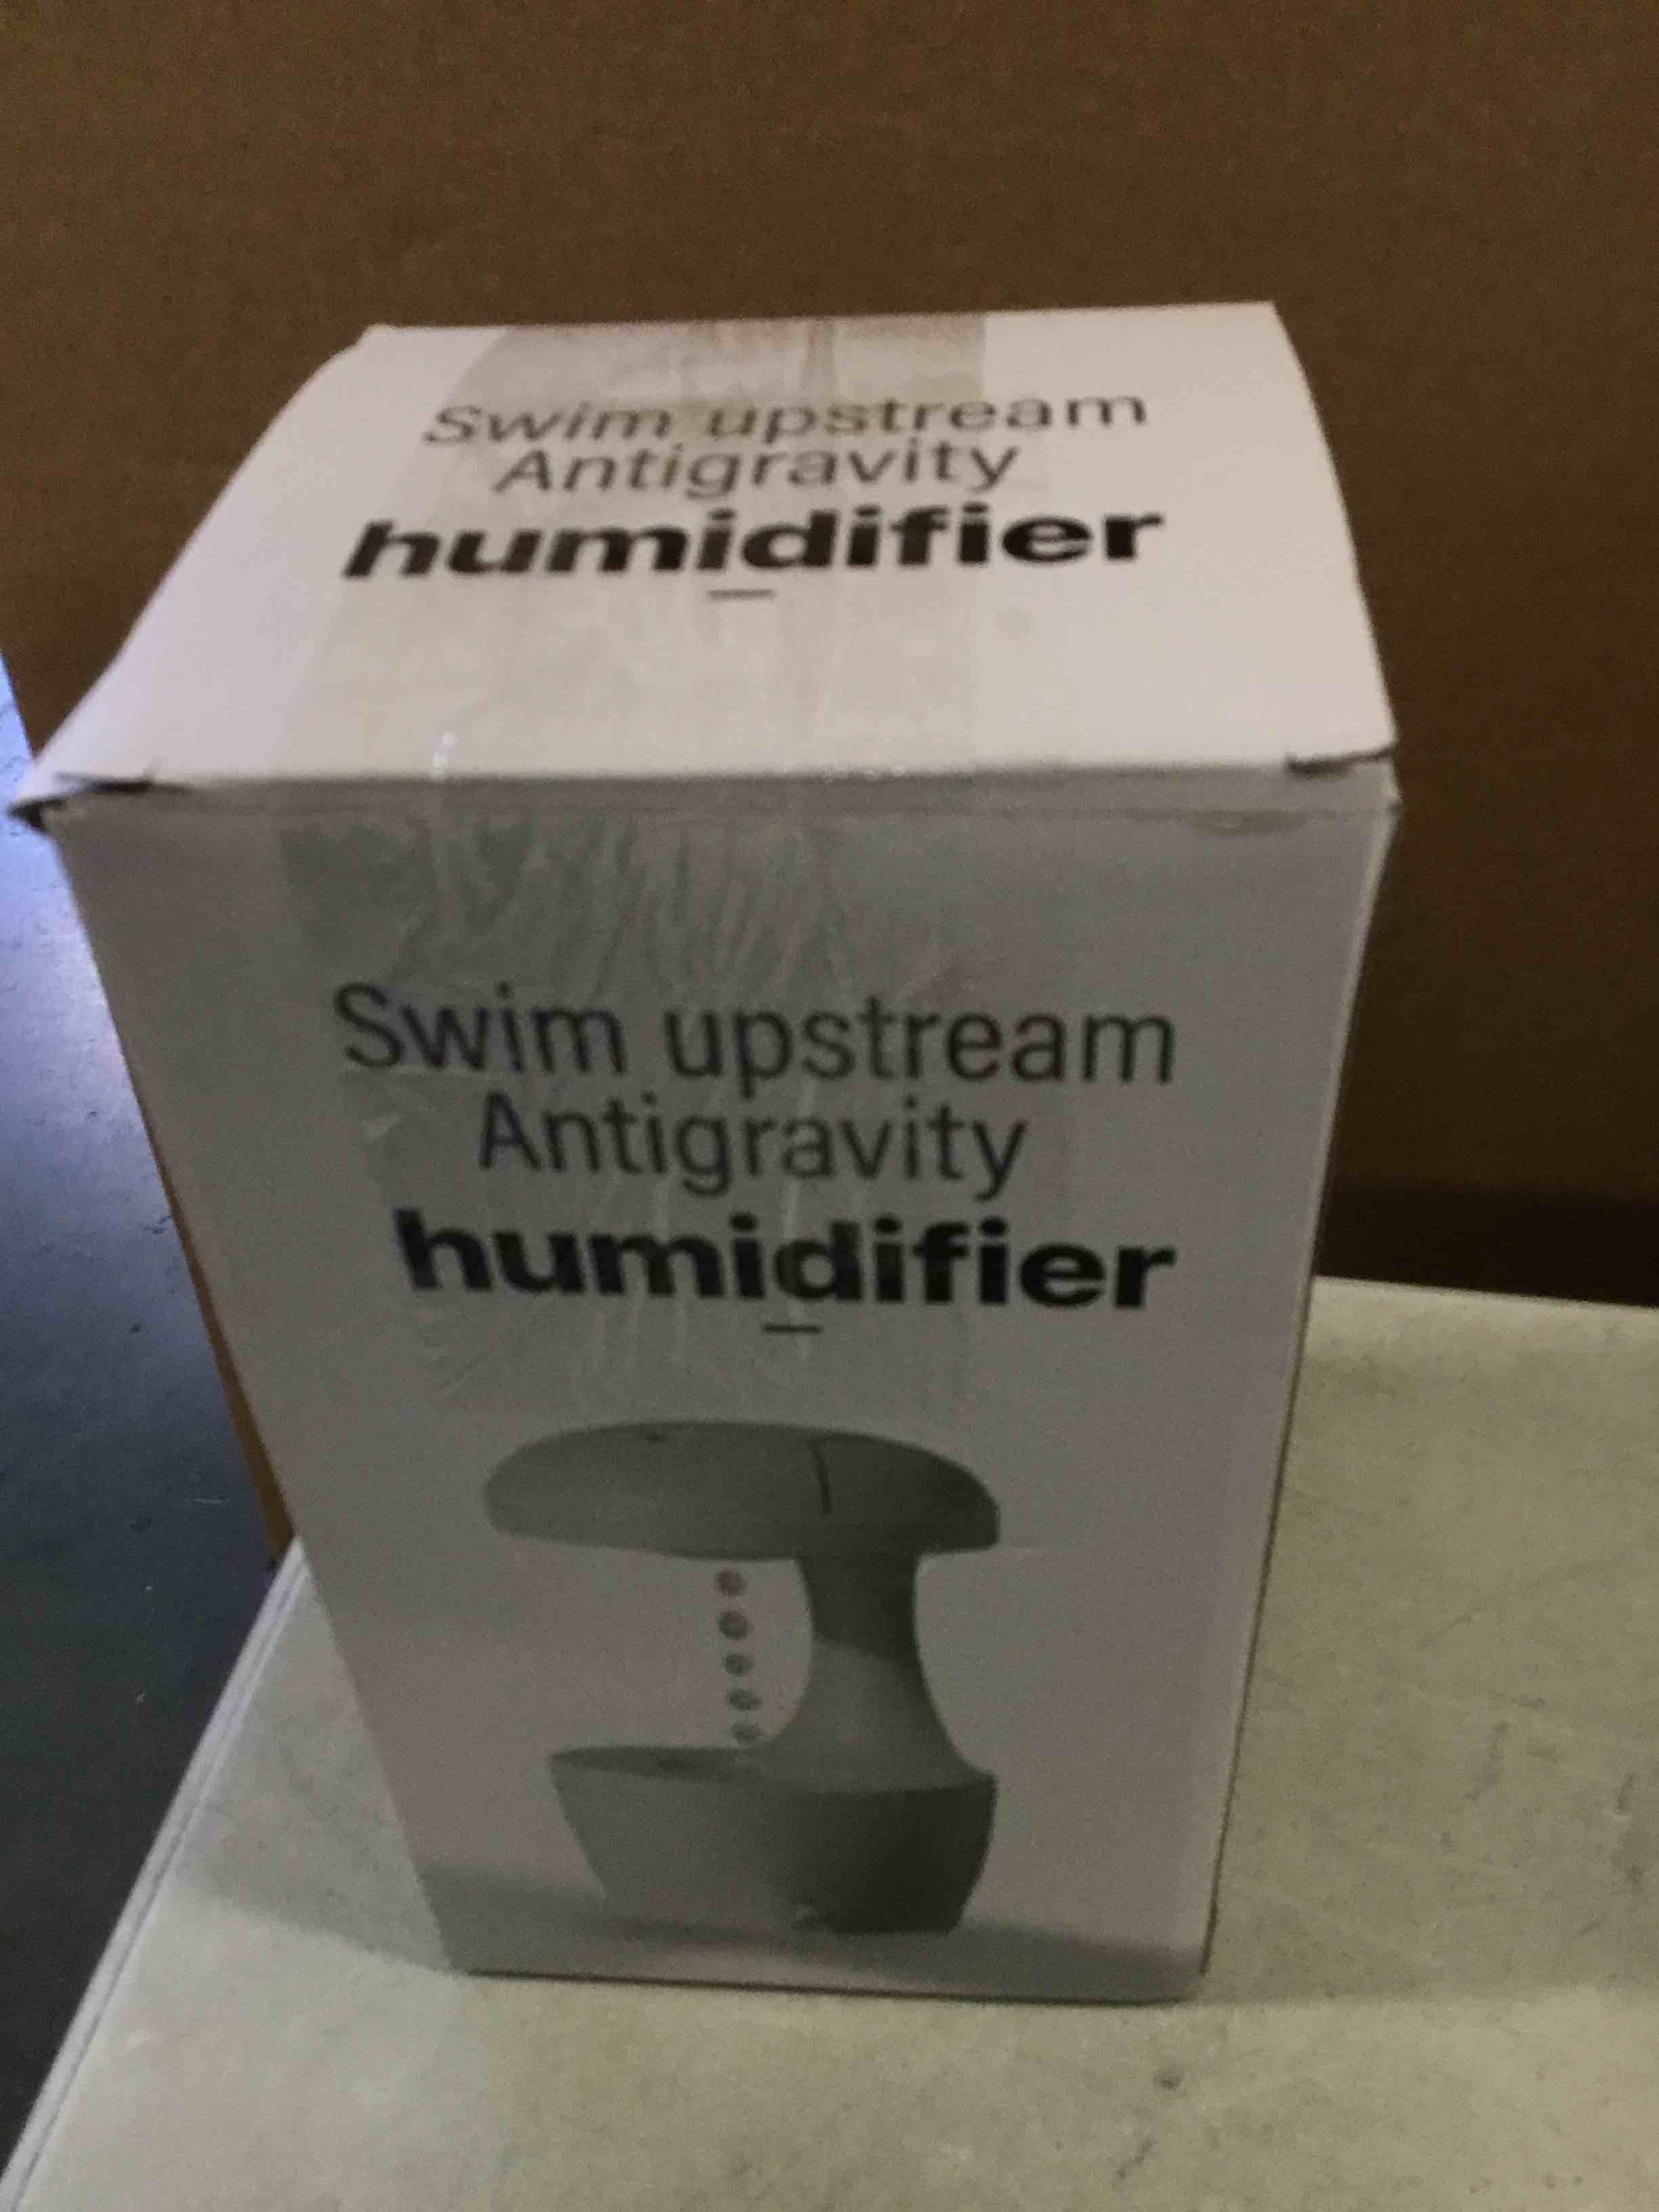 Swim upstream
Antigravity
humidifier
Swim upstream
Antigravity
humidifier